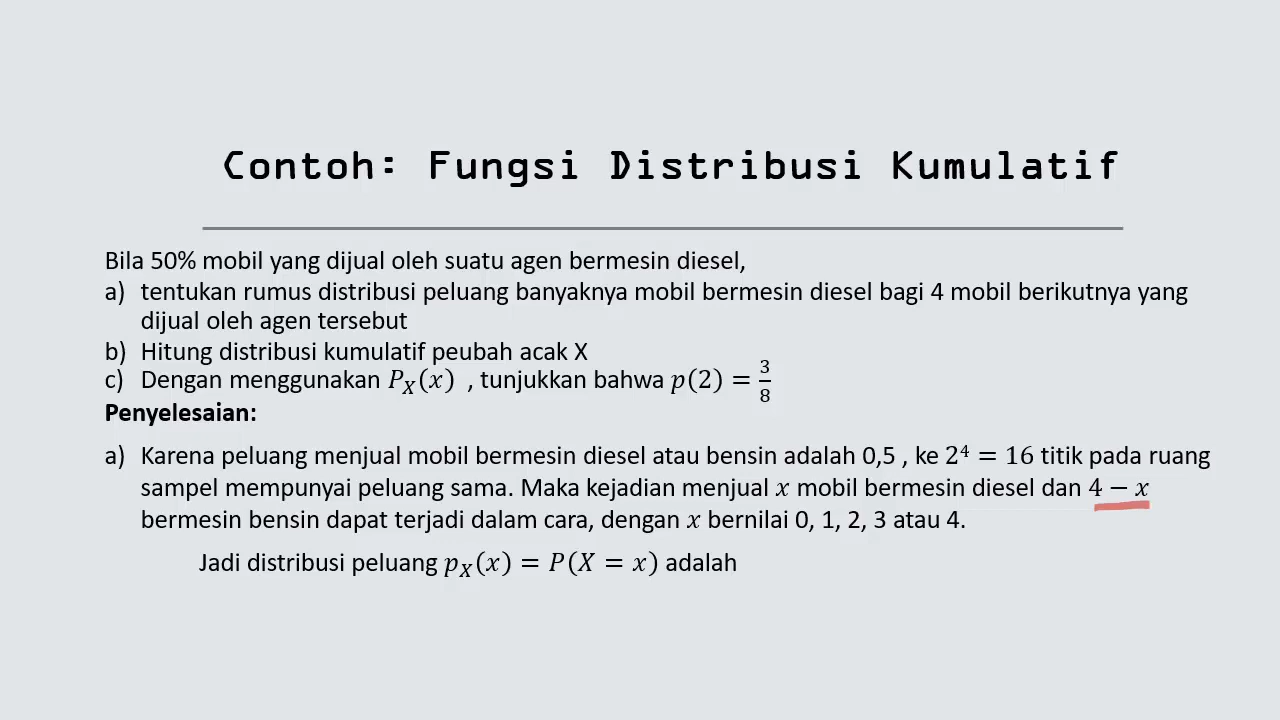 Contoh: Fungsi Distribusi Kumulatif
Bila 50% mobil yang dijual oleh suatu agen bermesin diesel,
a) tentukan rumus distribusi peluang banyaknya mobil bermesin diesel bagi 4 mobil berikutnya yang
dijual oleh agen tersebut
b) Hitung distribusi kumulatif peubah acak X
c) Dengan menggunakan P_X(x) , tunjukkan bahwa p(2) = 3/8
Penyelesaian:
a) Karena peluang menjual mobil bermesin diesel atau bensin adalah 0,5 , ke 2⁴ = 16 titik pada ruang
sampel mempunyai peluang sama. Maka kejadian menjual x mobil bermesin diesel dan 4 − x
bermesin bensin dapat terjadi dalam cara, dengan x bernilai 0, 1, 2, 3 atau 4.
Jadi distribusi peluang p_X(x) = P(X = x) adalah